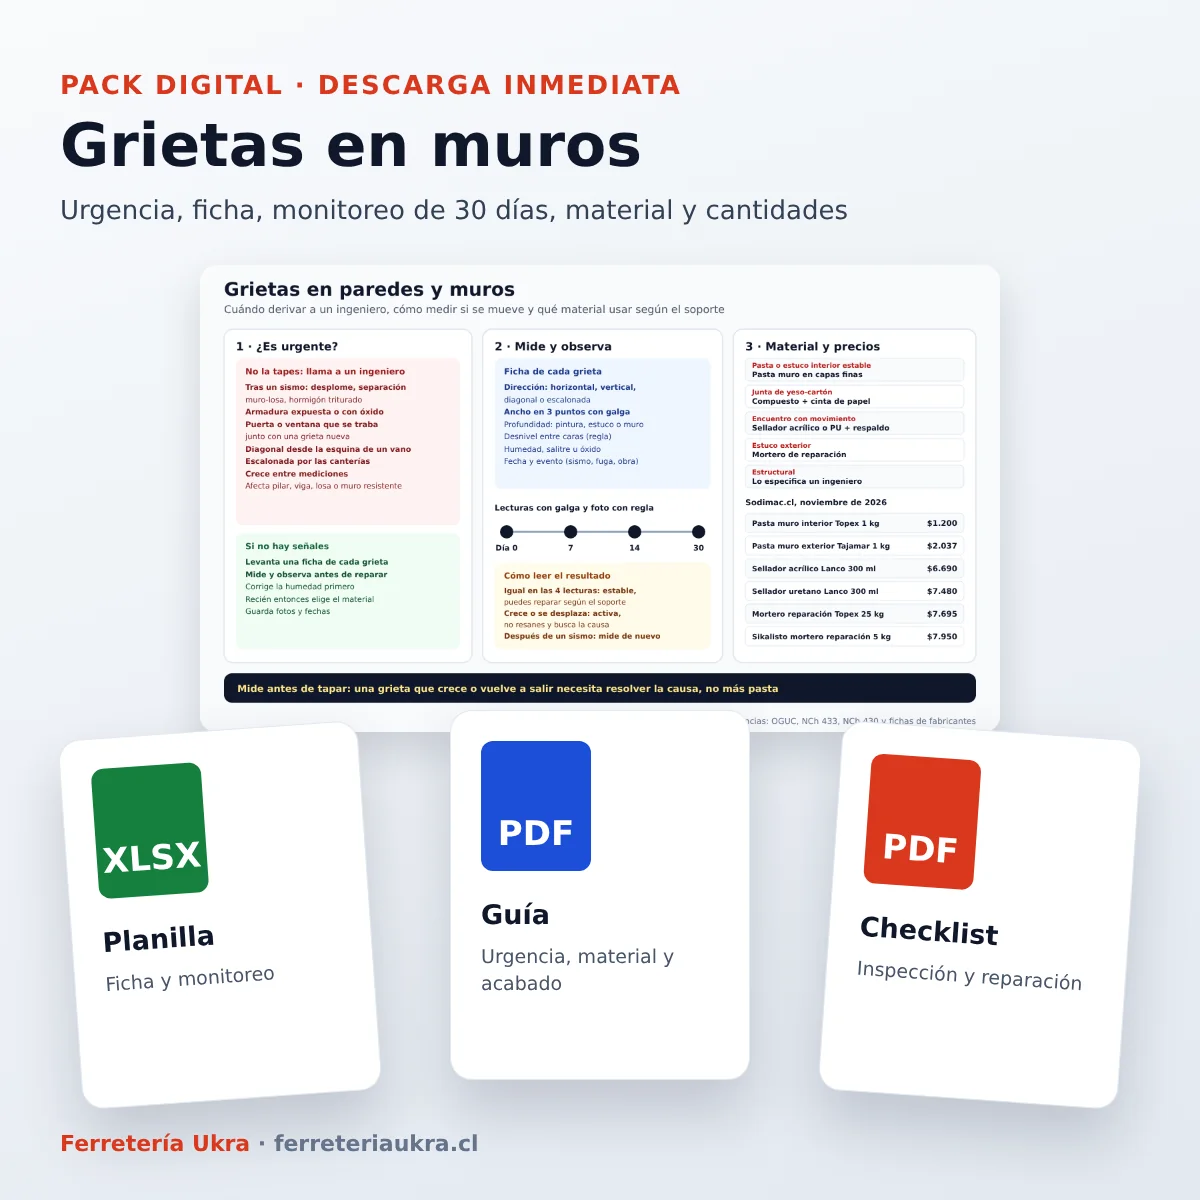 PACK DIGITAL · DESCARGA INMEDIATA
Grietas en muros
Urgencia, ficha, monitoreo de 30 días, material y cantidades
Grietas en paredes y muros
Cuándo derivar a un ingeniero, cómo medir si se mueve y qué material usar según el soporte
1 · ¿Es urgente?
No la tapes: llama a un ingeniero
Tras un sismo: desplome, separación
muro-losa, hormigón triturado
Armadura expuesta o con óxido
Puerta o ventana que se traba
junto con una grieta nueva
Diagonal desde la esquina de un vano
Escalonada por las canterías
Crece entre mediciones
Afecta pilar, viga, losa o muro resistente
Si no hay señales
Levanta una ficha de cada grieta
Mide y observa antes de reparar
Corrige la humedad primero
Recién entonces elige el material
Guarda fotos y fechas
2 · Mide y observa
Ficha de cada grieta
Dirección: horizontal, vertical,
diagonal o escalonada
Ancho en 3 puntos con galga
Profundidad: pintura, estuco o muro
Desnivel entre caras (regla)
Humedad, salitre u óxido
Fecha y evento (sismo, fuga, obra)
Lecturas con galga y foto con regla
Día 0 7 14 30
Cómo leer el resultado
Igual en las 4 lecturas: estable,
puedes reparar según el soporte
Crece o se desplaza: activa,
no resanes y busca la causa
Después de un sismo: mide de nuevo
3 · Material y precios
Pasta o estuco interior estable
Pasta muro en capas finas
Junta de yeso-cartón
Compuesto + cinta de papel
Encuentro con movimiento
Sellador acrílico o PU + respaldo
Estuco exterior
Mortero de reparación
Estructural
Lo especifica un ingeniero
Sodimac.cl, noviembre de 2026
Pasta muro interior Topex 1 kg $1.200
Pasta muro exterior Tajamar 1 kg $2.037
Sellador acrílico Lanco 300 ml $6.690
Sellador uretano Lanco 300 ml $7.480
Mortero reparación Topex 25 kg $7.695
Sikalisto mortero reparación 5 kg $7.950
Mide antes de tapar: una grieta que crece o vuelve a salir necesita resolver la causa, no más pasta
ncias: OGUC, NCh 433, NCh 430 y fichas de fabricantes
XLSX
Planilla
Ficha y monitoreo
PDF
Guía
Urgencia, material y
acabado
PDF
Checklist
Inspección y reparación
Ferretería Ukra · ferreteriaukra.cl